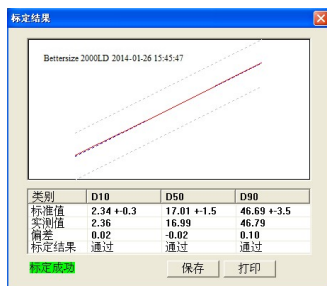 标定结果
Bettersize 2000LD 2014-01-26 15:45:47
类别 D10 D50 D90
标准值 2.34 +-0.3 17.01 +-1.5 46.69 +-3.5
实测值 2.36 16.99 46.79
偏差 0.02 -0.02 0.10
标定结果 通过 通过 通过
标定成功 保存 打印